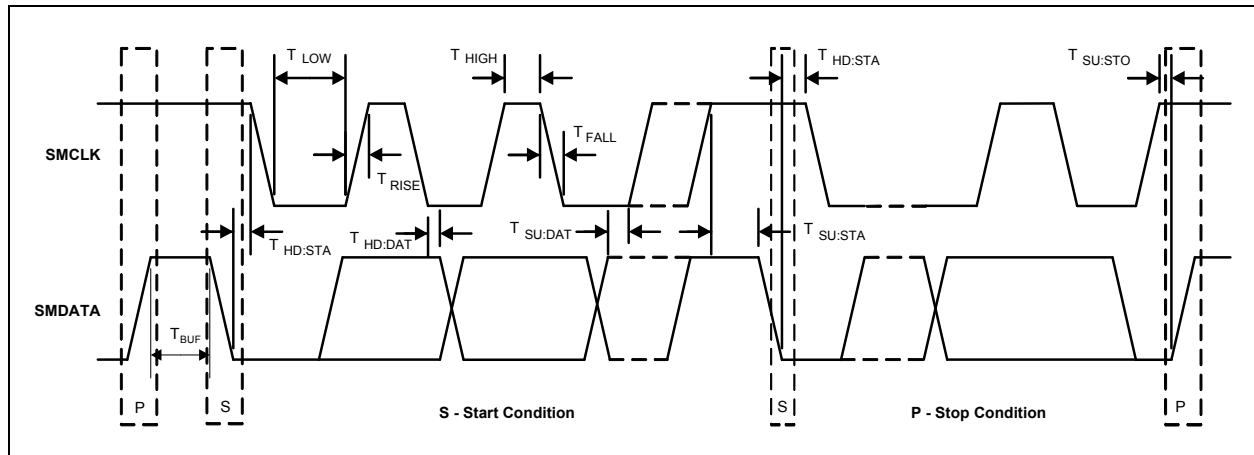 T LOW
T HIGH
T HD:STA
T SU:STO
SMCLK
T FALL
T RISE
T HD:STA
T HD:DAT
T SU:DAT
T SU:STA
SMDATA
T BUF
P
S
S - Start Condition
S
P - Stop Condition
P